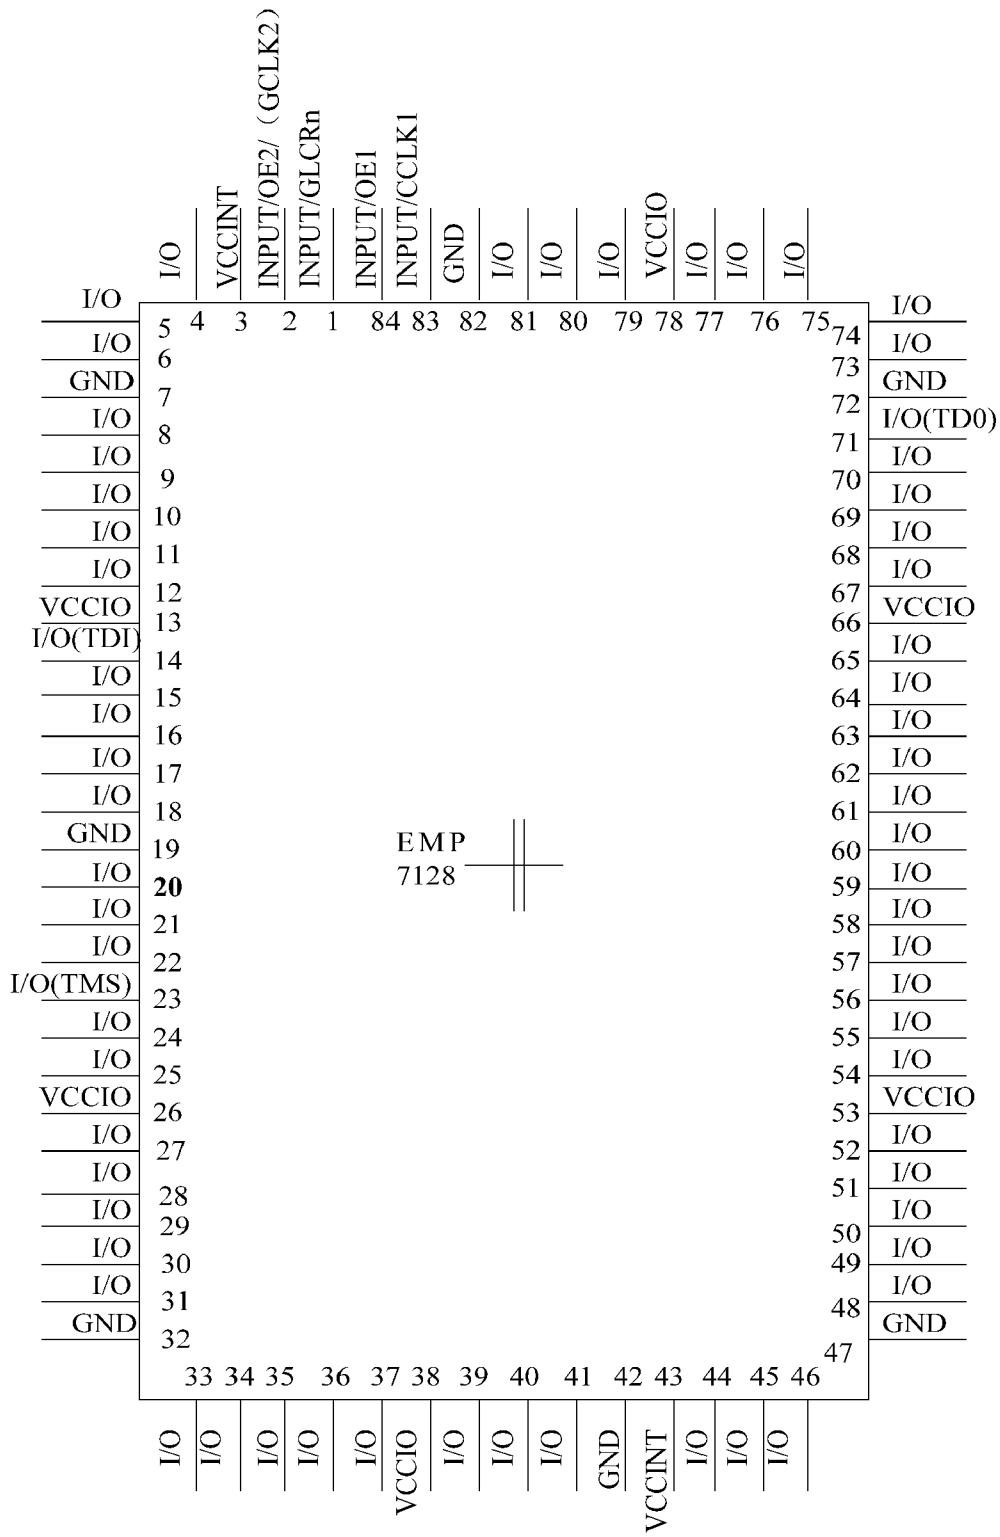 I/O VCCINT INPUT/OE2/（GCLK2） INPUT/GLCRn INPUT/OE1 INPUT/CCLK1 GND I/O I/O I/O VCCIO I/O I/O I/O
4 3 2 1 84 83 82 81 80 79 78 77 76 75
I/O 5 74 I/O
I/O 6 73 I/O
GND 7 72 GND
I/O 8 71 I/O(TD0)
I/O 9 70 I/O
I/O 10 69 I/O
I/O 11 68 I/O
I/O 12 67 I/O
VCCIO 13 66 VCCIO
I/O(TDI) 14 65 I/O
I/O 15 64 I/O
I/O 16 63 I/O
I/O 17 62 I/O
I/O 18 61 I/O
GND 19 60 I/O
I/O 20 59 I/O
I/O 21 58 I/O
I/O 22 57 I/O
I/O(TMS) 23 56 I/O
I/O 24 55 I/O
I/O 25 54 I/O
VCCIO 26 53 VCCIO
I/O 27 52 I/O
I/O 28 51 I/O
I/O 29 50 I/O
I/O 30 49 I/O
I/O 31 48 I/O
GND 32 47 GND
EMP
7128
33 34 35 36 37 38 39 40 41 42 43 44 45 46
I/O I/O I/O I/O I/O VCCIO I/O I/O I/O GND VCCINT I/O I/O I/O